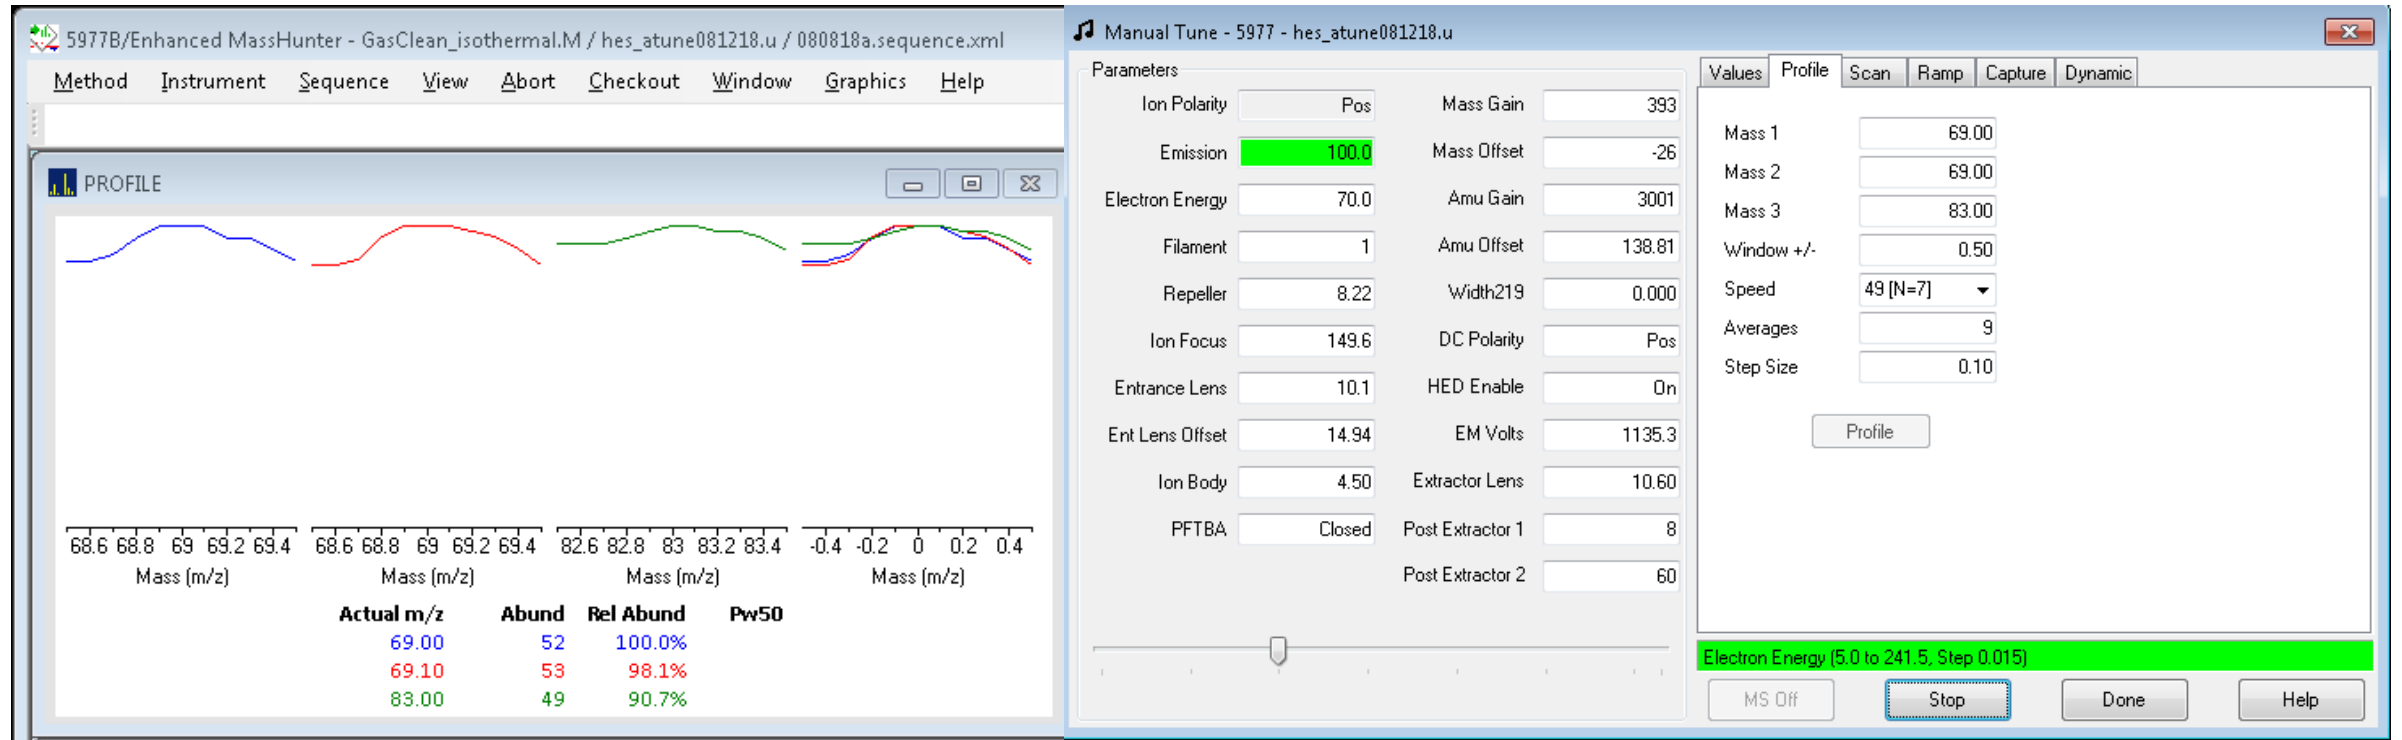 5977B/Enhanced MassHunter - GasClean_isothermal.M / hes_atune081218.u / 080818a.sequence.xml
Method Instrument Sequence View Abort Checkout Window Graphics Help
PROFILE
68.6 68.8 69 69.2 69.4 68.6 68.8 69 69.2 69.4 82.6 82.8 83 83.2 83.4 -0.4 -0.2 0 0.2 0.4
Mass (m/z) Mass (m/z) Mass (m/z) Mass (m/z)
Actual m/z Abund Rel Abund Pw50
69.00 52 100.0%
69.10 53 98.1%
83.00 49 90.7%
Manual Tune - 5977 - hes_atune081218.u
Parameters
Ion Polarity Pos Mass Gain 393
Emission 100.0 Mass Offset -26
Electron Energy 70.0 Amu Gain 3001
Filament 1 Amu Offset 138.81
Repeller 8.22 Width219 0.000
Ion Focus 149.6 DC Polarity Pos
Entrance Lens 10.1 HED Enable On
Ent Lens Offset 14.94 EM Volts 1135.3
Ion Body 4.50 Extractor Lens 10.60
PFTBA Closed Post Extractor 1 8
Post Extractor 2 60
Values Profile Scan Ramp Capture Dynamic
Mass 1 69.00
Mass 2 69.00
Mass 3 83.00
Window +/- 0.50
Speed 49 [N=7]
Averages 9
Step Size 0.10
Profile
Electron Energy (5.0 to 241.5, Step 0.015)
MS Off Stop Done Help